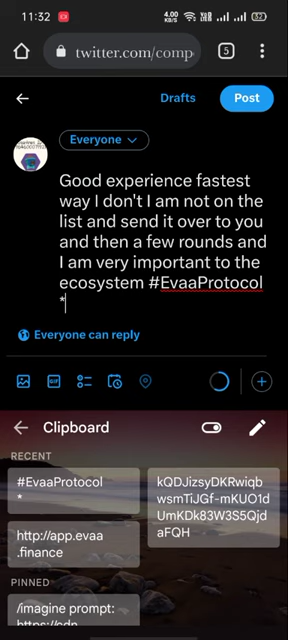 11:32
4.00
KB/S
32
twitter.com/comp
5
Drafts
Post
Everyone
Good experience fastest
way I don't I am not on the
list and send it over to you
and then a few rounds and
I am very important to the
ecosystem #EvaaProtocol
*
Everyone can reply
GIF
Clipboard
RECENT
#EvaaProtocol
*
kQDJizsyDKRwiqb
wsmTiJGf-mKUO1d
UmKDk83W3S5Qjd
aFQH
http://app.evaa
.finance
PINNED
/imagine prompt: